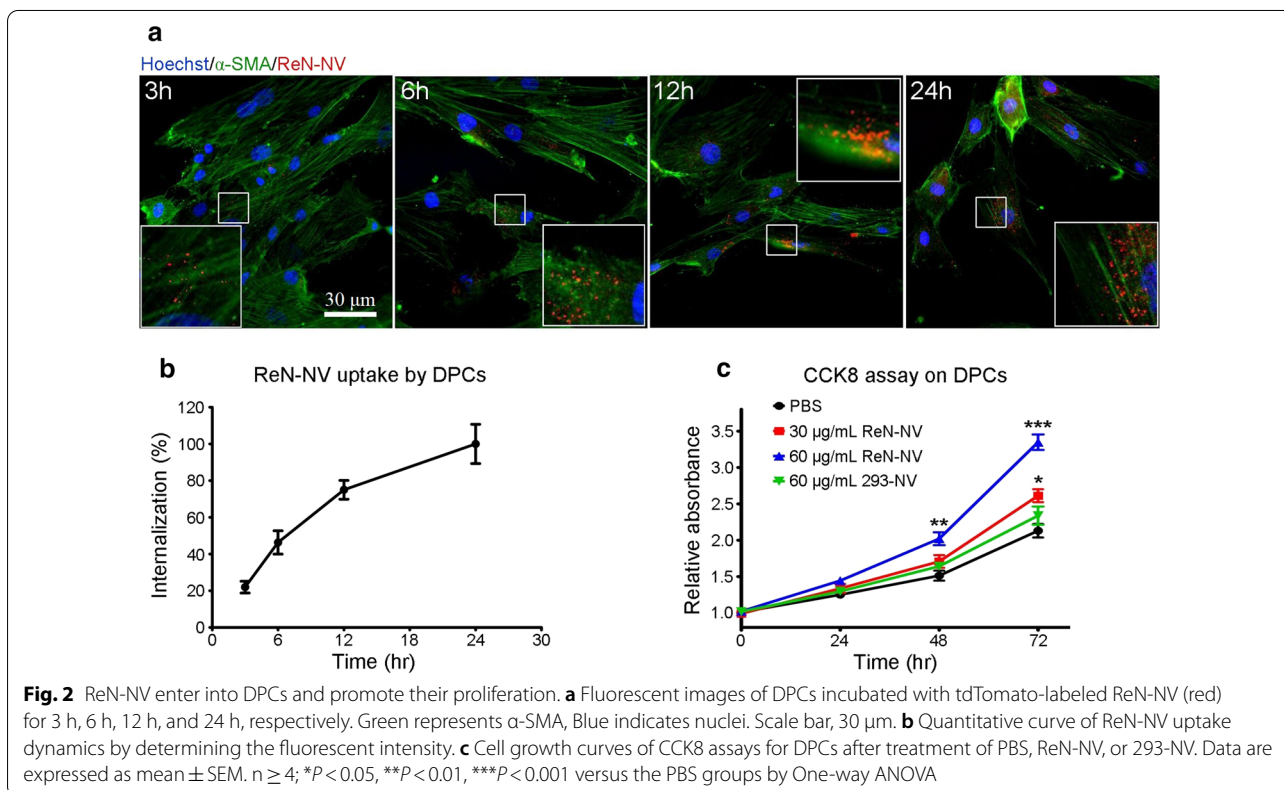 a
Hoechst/α-SMA/ReN-NV
3h
6h
12h
24h
30 μm
b
ReN-NV uptake by DPCs
Internalization (%)
120
100
80
60
40
20
0
0
6
12
18
24
30
Time (hr)
c
CCK8 assay on DPCs
PBS
30 μg/mL ReN-NV
60 μg/mL ReN-NV
60 μg/mL 293-NV
Relative absorbance
3.5
3.0
2.5
2.0
1.5
1.0
**
***
*
0
24
48
72
Time (hr)
Fig. 2 ReN-NV enter into DPCs and promote their proliferation. a Fluorescent images of DPCs incubated with tdTomato-labeled ReN-NV (red)
for 3 h, 6 h, 12 h, and 24 h, respectively. Green represents α-SMA, Blue indicates nuclei. Scale bar, 30 μm. b Quantitative curve of ReN-NV uptake
dynamics by determining the fluorescent intensity. c Cell growth curves of CCK8 assays for DPCs after treatment of PBS, ReN-NV, or 293-NV. Data are
expressed as mean ± SEM. n ≥ 4; *P < 0.05, **P < 0.01, ***P < 0.001 versus the PBS groups by One-way ANOVA